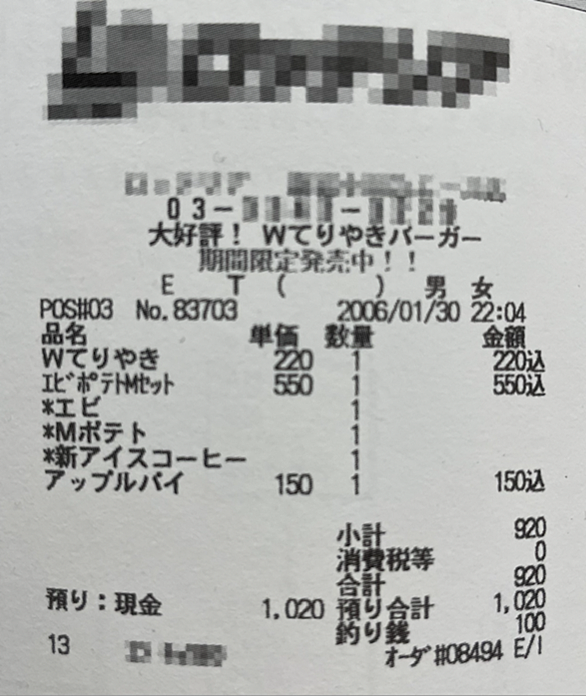 03-
大好評! Wてりやきバーガー
期間限定発売中!!
E T ( ) 男 女
POS#03 No.83703 2006/01/30 22:04
品名 単価 数量 金額
Wてりやき 220 1 220込
エビポテトMセット 550 1 550込
*エビ 1
*Mポテト 1
*新アイスコーヒー 1
アップルパイ 150 1 150込
小計 920
消費税等 0
合計 920
預り:現金 1,020 預り合計 1,020
釣り銭 100
13 オーダ#08494 E/I